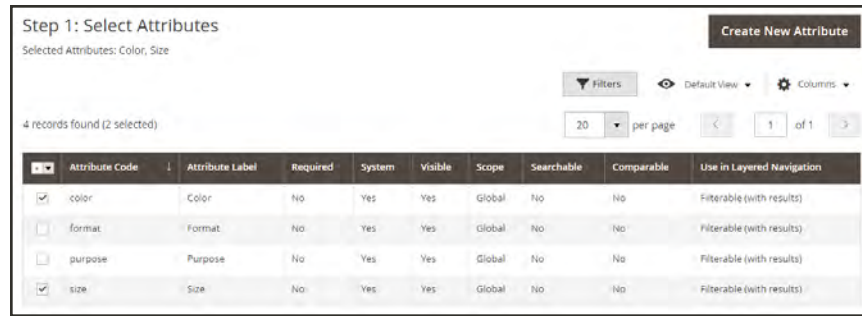 Step 1: Select Attributes
Create New Attribute
Selected Attributes: Color, Size
Filters Default View Columns
4 records found (2 selected) 20 per page 1 of 1
Attribute Code Attribute Label Required System Visible Scope Searchable Comparable Use in Layered Navigation
color Color No Yes Yes Global No No Filterable (with results)
format Format No Yes Yes Global No No Filterable (with results)
purpose Purpose No Yes Yes Global No No Filterable (with results)
size Size No Yes Yes Global No No Filterable (with results)